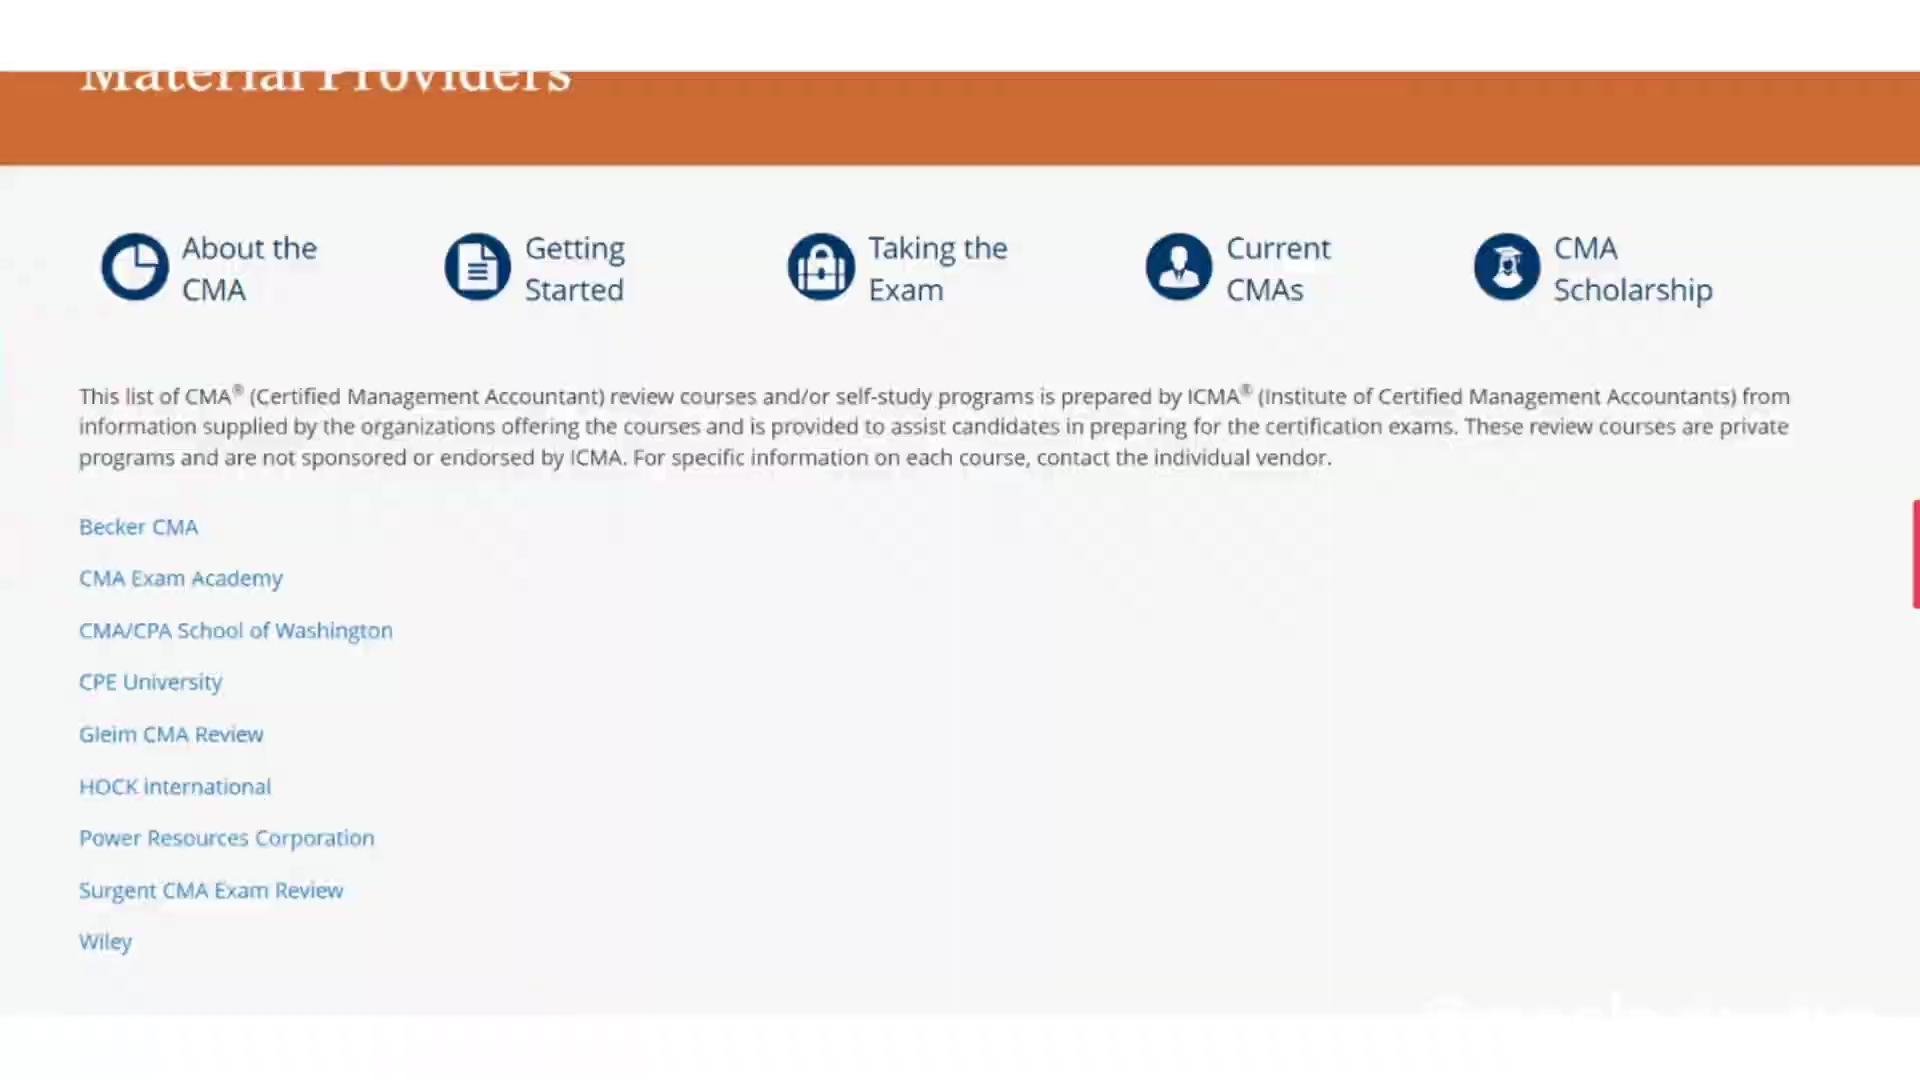 Material Providers
About the
CMA
Getting
Started
Taking the
Exam
Current
CMAs
CMA
Scholarship
This list of CMA® (Certified Management Accountant) review courses and/or self-study programs is prepared by ICMA® (Institute of Certified Management Accountants) from
information supplied by the organizations offering the courses and is provided to assist candidates in preparing for the certification exams. These review courses are private
programs and are not sponsored or endorsed by ICMA. For specific information on each course, contact the individual vendor.
Becker CMA
CMA Exam Academy
CMA/CPA School of Washington
CPE University
Gleim CMA Review
HOCK international
Power Resources Corporation
Surgent CMA Exam Review
Wiley